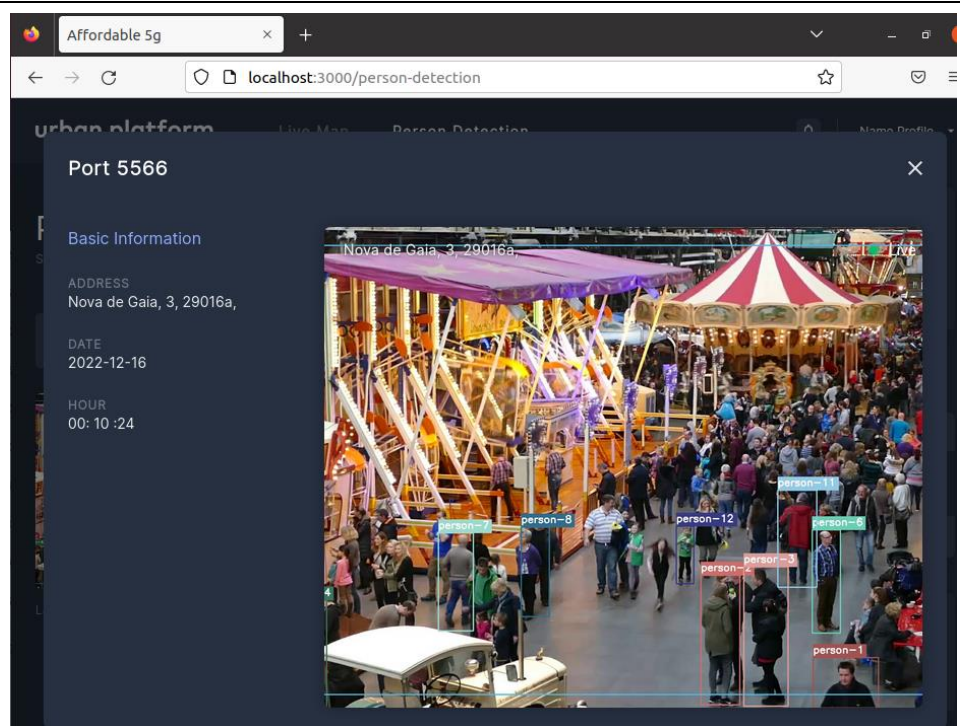 Affordable 5g
localhost:3000/person-detection
urban platform Live Map Person Detection Name Profile
Port 5566
Basic Information
ADDRESS
Nova de Gaia, 3, 29016a,
DATE
2022-12-16
HOUR
00: 10 :24
Nova de Gaia, 3, 29016a, Live
person-11
person-7 person-8 person-12 person-6
person-2 person-3
4
person-1